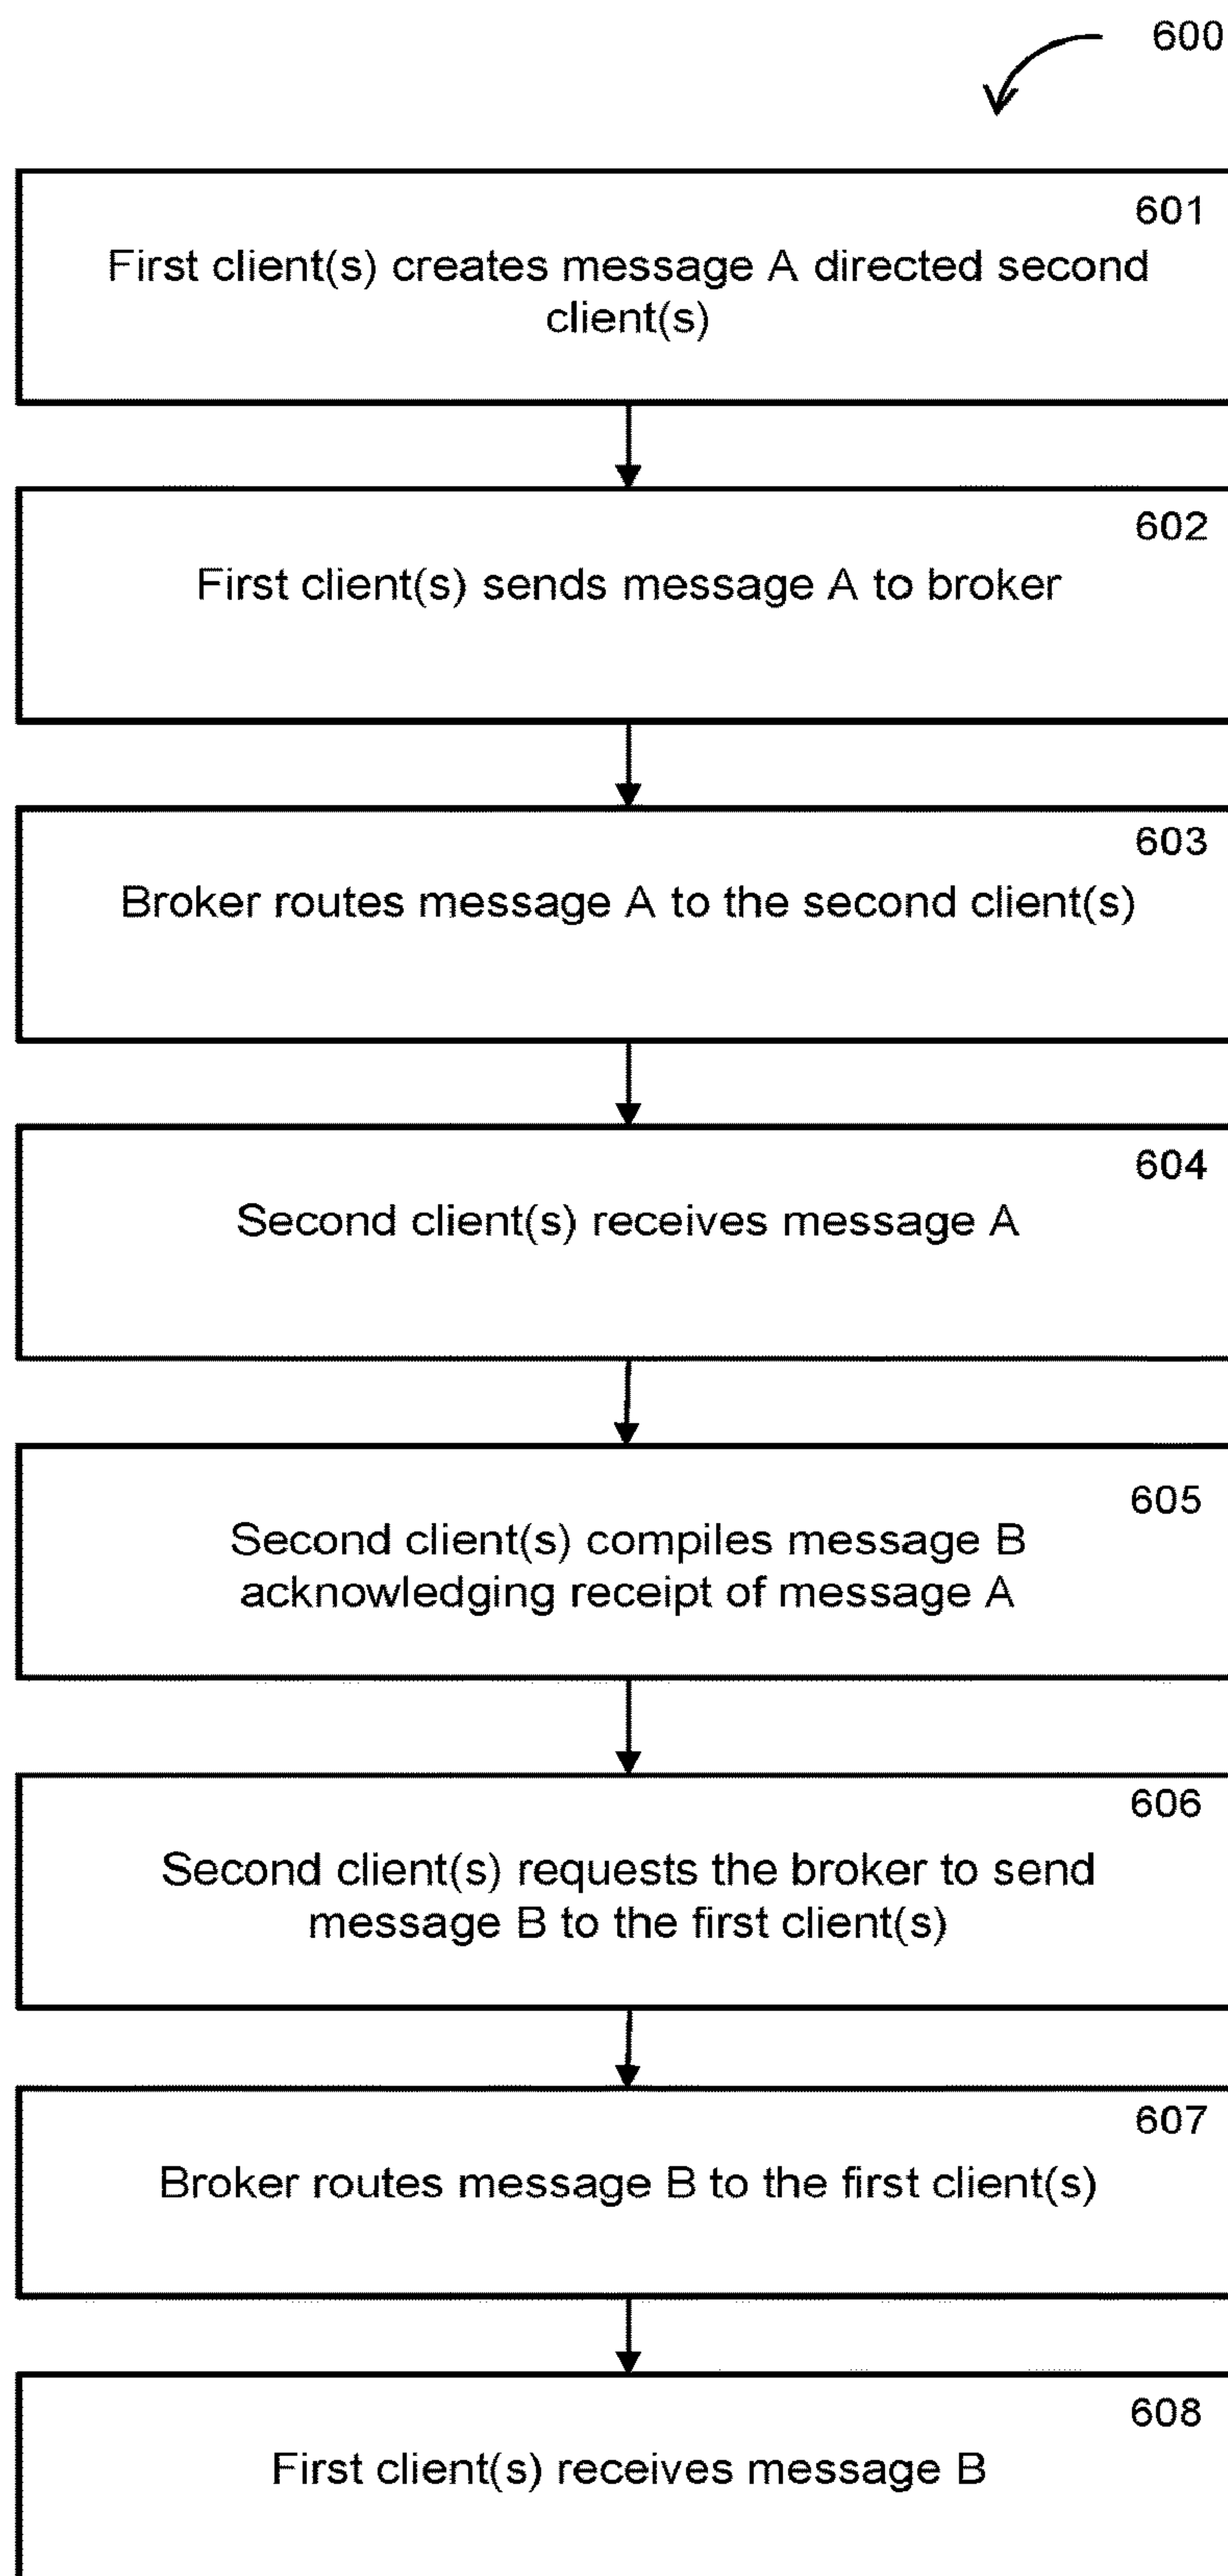 600
601
First client(s) creates message A directed second
client(s)
602
First client(s) sends message A to broker
603
Broker routes message A to the second client(s)
604
Second client(s) receives message A
605
Second client(s) compiles message B
acknowledging receipt of message A
606
Second client(s) requests the broker to send
message B to the first client(s)
607
Broker routes message B to the first client(s)
608
First client(s) receives message B